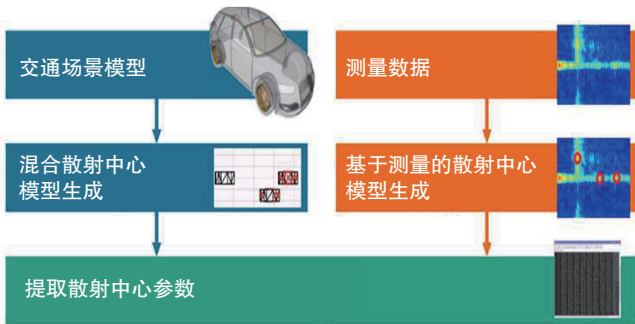 交通场景模型
测量数据
混合散射中心
模型生成
基于测量的散射中心
模型生成
提取散射中心参数